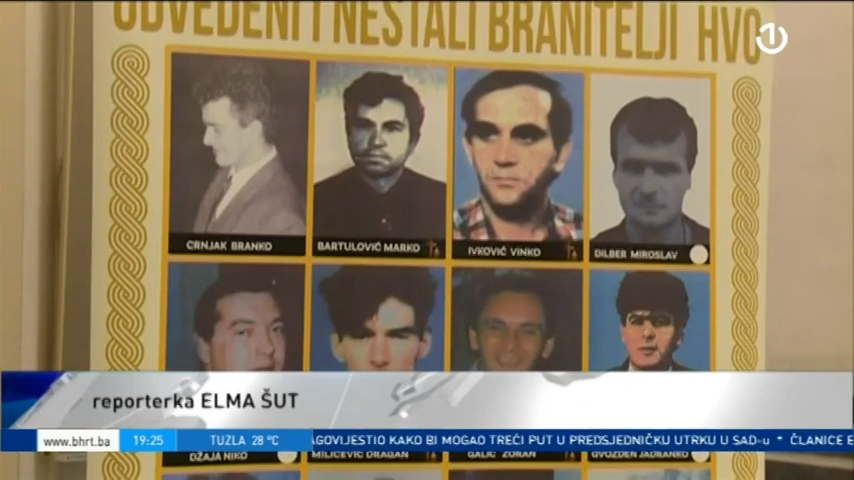 ODVEDENI I NESTALI BRANITELJI HVO
CRNJAK BRANKO
BARTULOVIĆ MARKO
IVKOVIĆ VINKO
DILBER MIROSLAV
reporterka ELMA ŠUT
www.bhrt.ba 19:25 TUZLA 28 °C AGOVIJESTIO KAKO BI MOGAO TREĆI PUT U PREDSJEDNIČKU UTRKU U SAD-u * ČLANICE E
DŽAJA NIKO
MILIĆEVIĆ DRAGAN
GALIĆ ZORAN
GVOZDEN JADRANKO